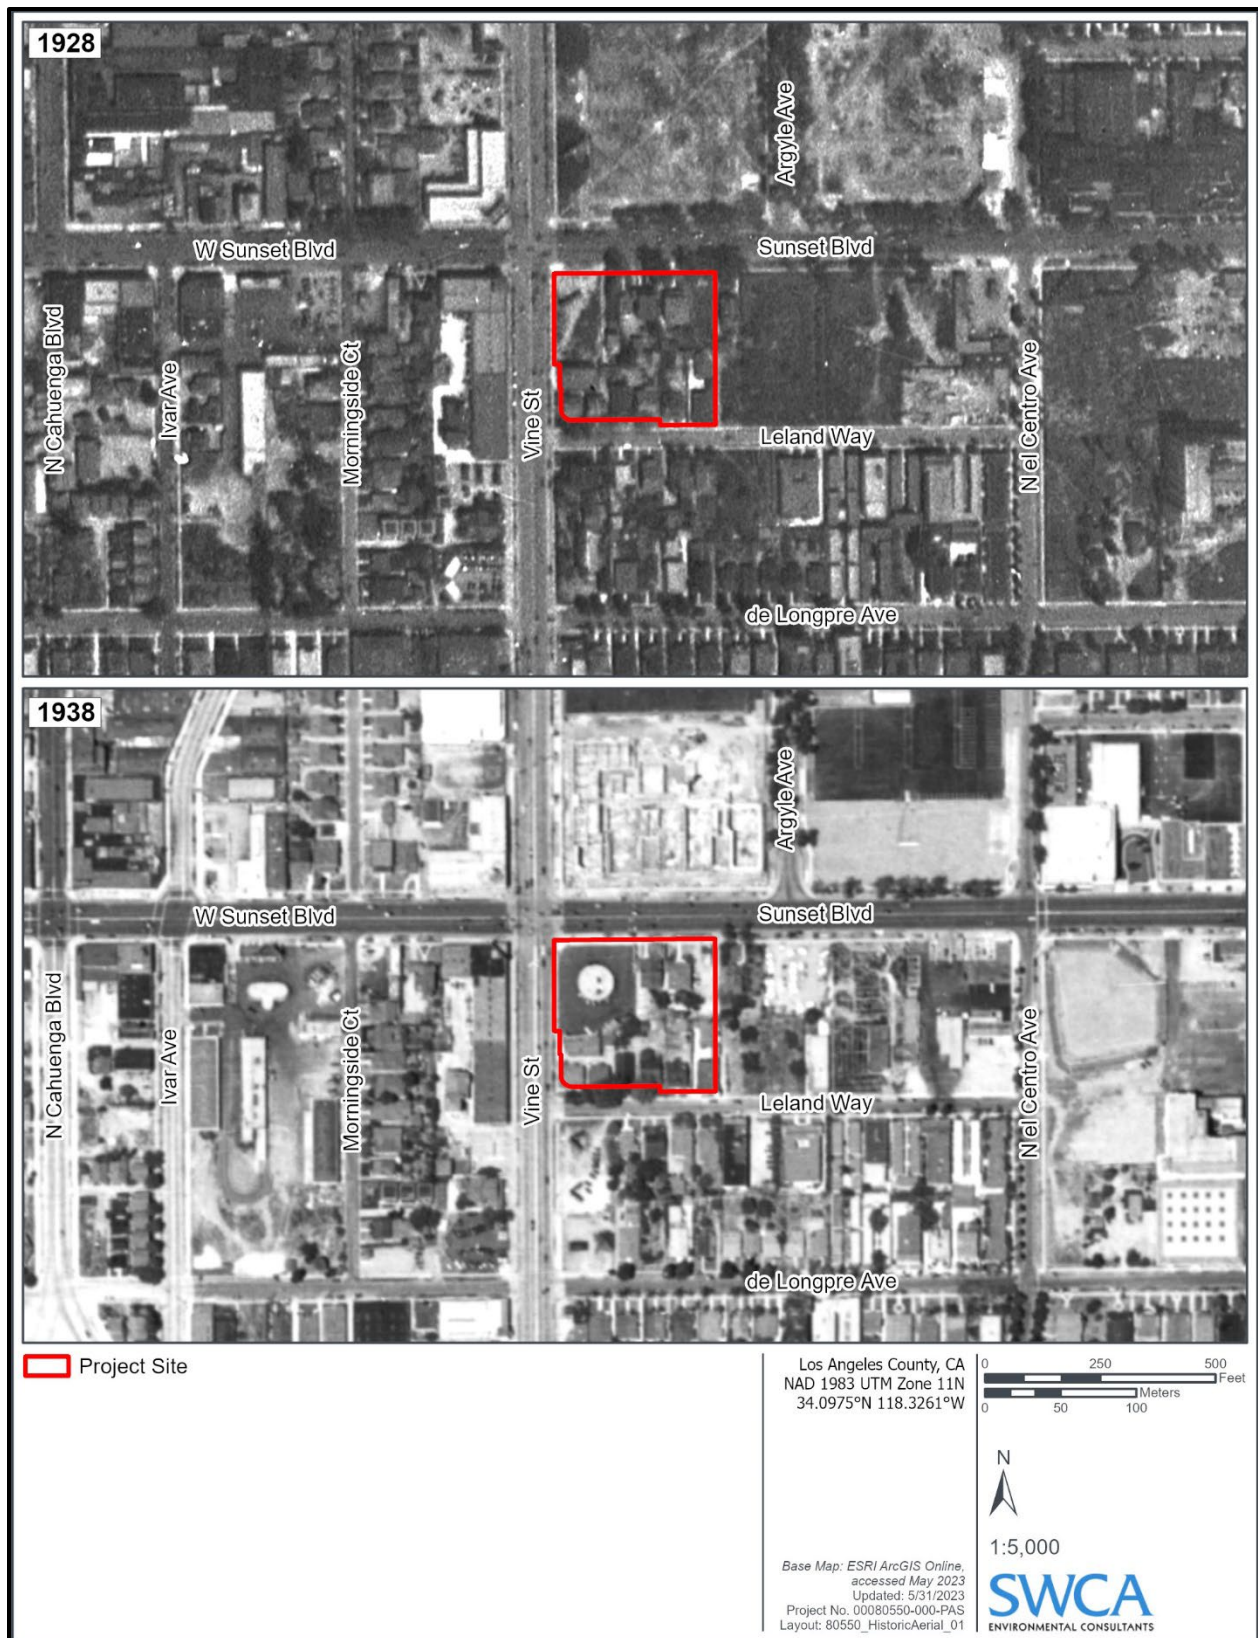 1928
Argyle Ave
W Sunset Blvd
Sunset Blvd
N Cahuenga Blvd
Ivar Ave
Morningside Ct
Vine St
Leland Way
N el Centro Ave
de Longpre Ave
1938
Argyle Ave
W Sunset Blvd
Sunset Blvd
N Cahuenga Blvd
Ivar Ave
Morningside Ct
Vine St
Leland Way
N el Centro Ave
de Longpre Ave
Project Site
Los Angeles County, CA
NAD 1983 UTM Zone 11N
34.0975°N 118.3261°W
0 250 500
Feet
Meters
0 50 100
N
1:5,000
Base Map: ESRI ArcGIS Online,
accessed May 2023
Updated: 5/31/2023
Project No. 00080550-000-PAS
Layout: 80550_HistoricAerial_01
SWCA
ENVIRONMENTAL CONSULTANTS